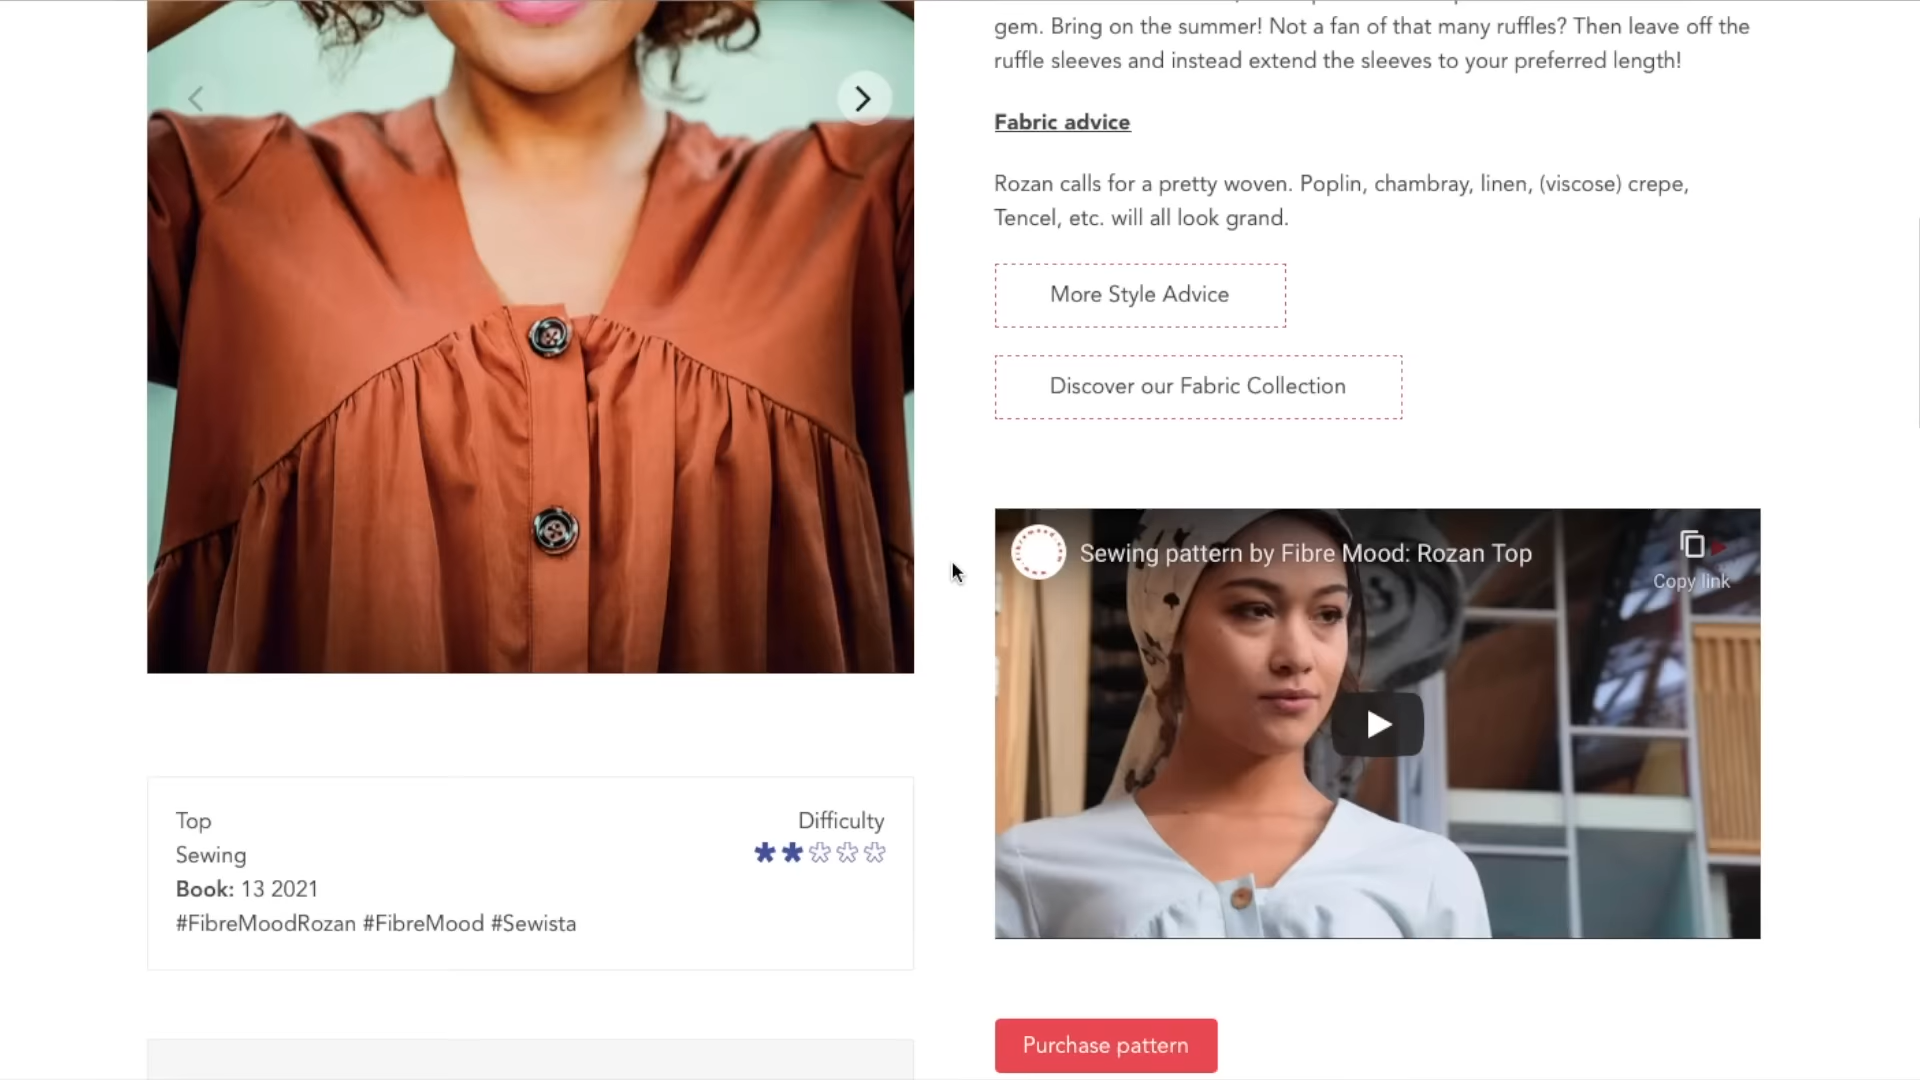 gem. Bring on the summer! Not a fan of that many ruffles? Then leave off the
ruffle sleeves and instead extend the sleeves to your preferred length!
Fabric advice
Rozan calls for a pretty woven. Poplin, chambray, linen, (viscose) crepe,
Tencel, etc. will all look grand.
More Style Advice
Discover our Fabric Collection
Sewing pattern by Fibre Mood: Rozan Top
Copy link
Top
Difficulty
Sewing
Book: 13 2021
#FibreMoodRozan #FibreMood #Sewista
Purchase pattern